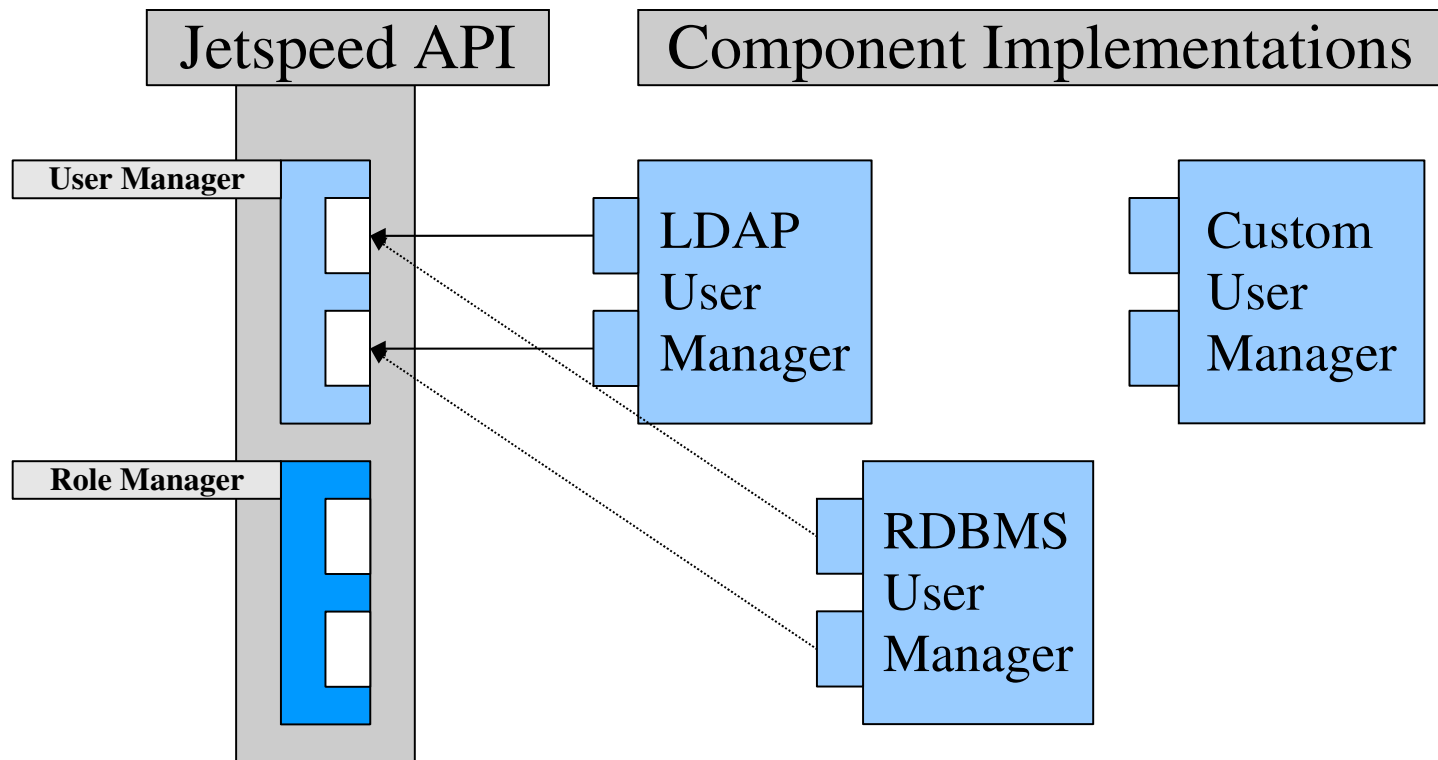 Jetspeed API
Component Implementations
User Manager
LDAP
User
Manager
Custom
User
Manager
Role Manager
RDBMS
User
Manager